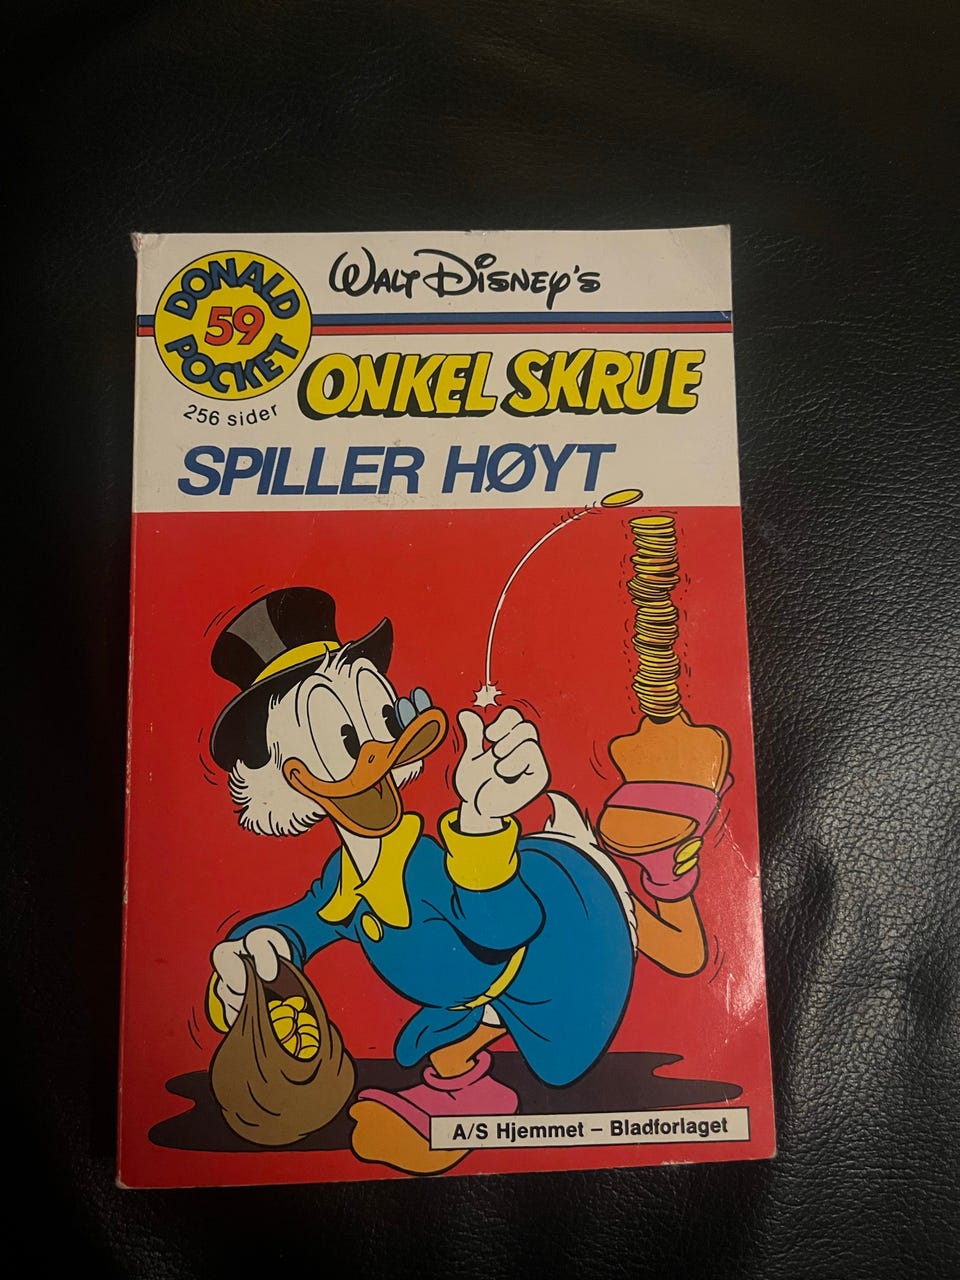 Walt Disney's
DONALD
59
POCKET
256 sider
ONKEL SKRUE
SPILLER HØYT
A/S Hjemmet – Bladforlaget